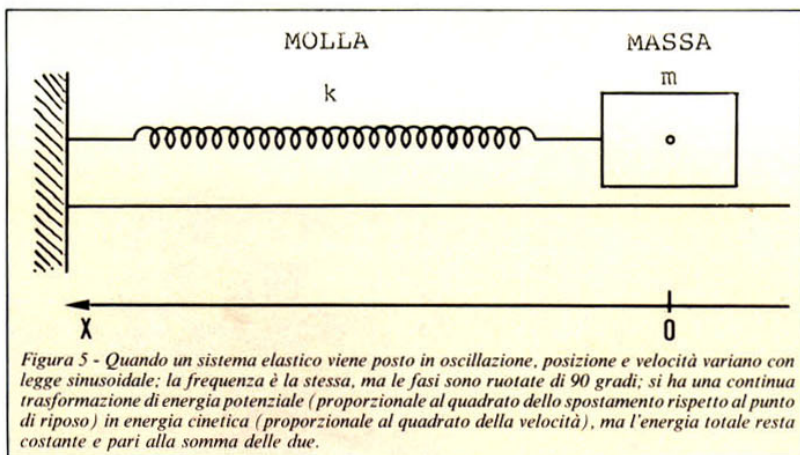 MOLLA MASSA
k m
X O
Figura 5 - Quando un sistema elastico viene posto in oscillazione, posizione e velocità variano con
legge sinusoidale; la frequenza è la stessa, ma le fasi sono ruotate di 90 gradi; si ha una continua
trasformazione di energia potenziale (proporzionale al quadrato dello spostamento rispetto al punto
di riposo) in energia cinetica (proporzionale al quadrato della velocità), ma l'energia totale resta
costante e pari alla somma delle due.